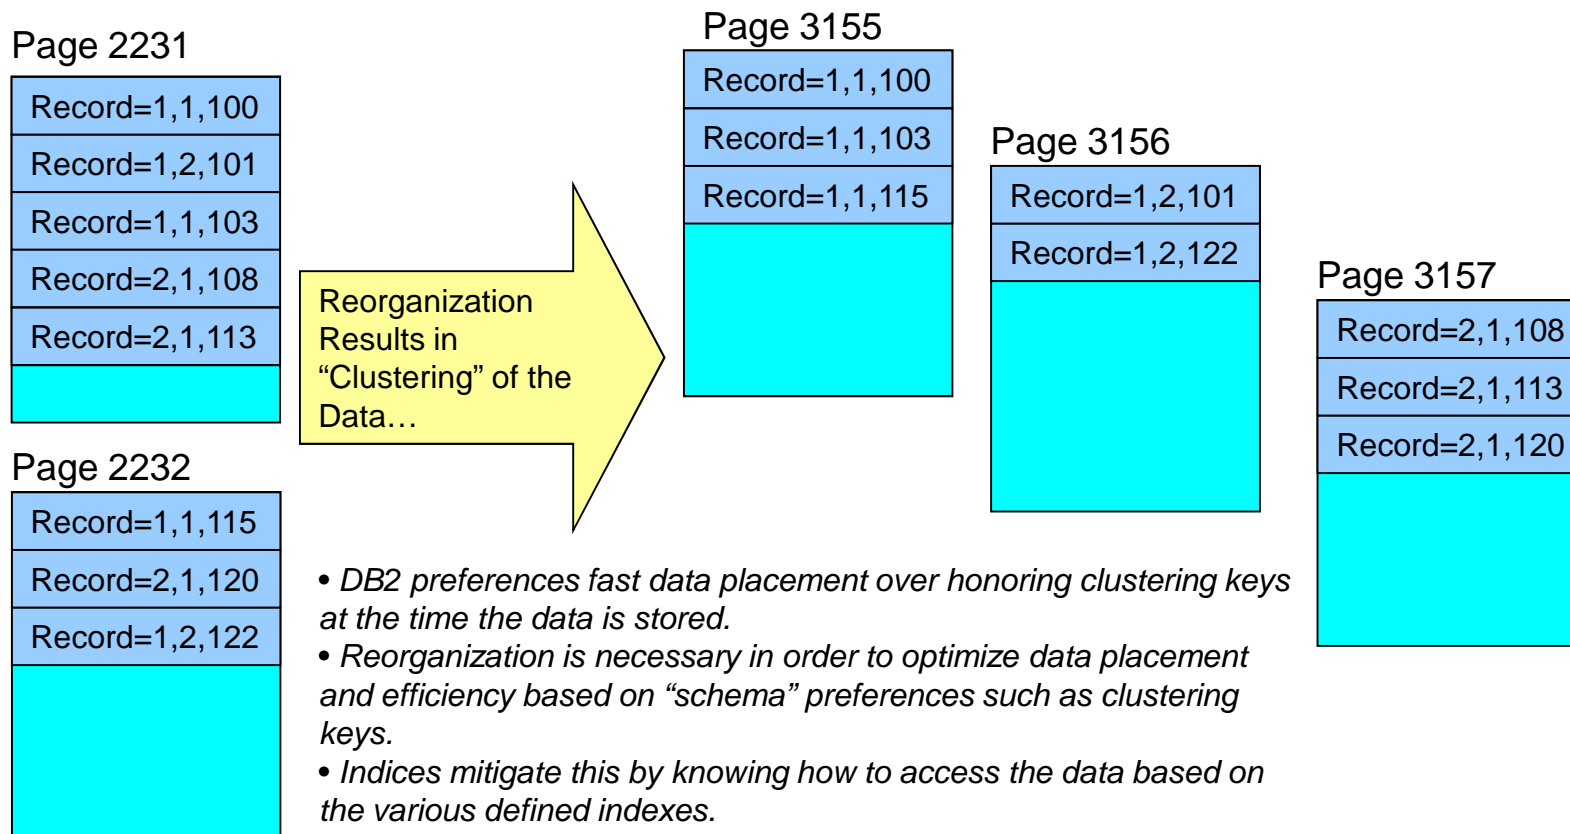 Page 2231
Record=1,1,100
Record=1,2,101
Record=1,1,103
Record=2,1,108
Record=2,1,113
Page 2232
Record=1,1,115
Record=2,1,120
Record=1,2,122
Reorganization
Results in
“Clustering” of the
Data…
Page 3155
Record=1,1,100
Record=1,1,103
Record=1,1,115
Page 3156
Record=1,2,101
Record=1,2,122
Page 3157
Record=2,1,108
Record=2,1,113
Record=2,1,120
• DB2 preferences fast data placement over honoring clustering keys
at the time the data is stored.
• Reorganization is necessary in order to optimize data placement
and efficiency based on “schema” preferences such as clustering
keys.
• Indices mitigate this by knowing how to access the data based on
the various defined indexes.